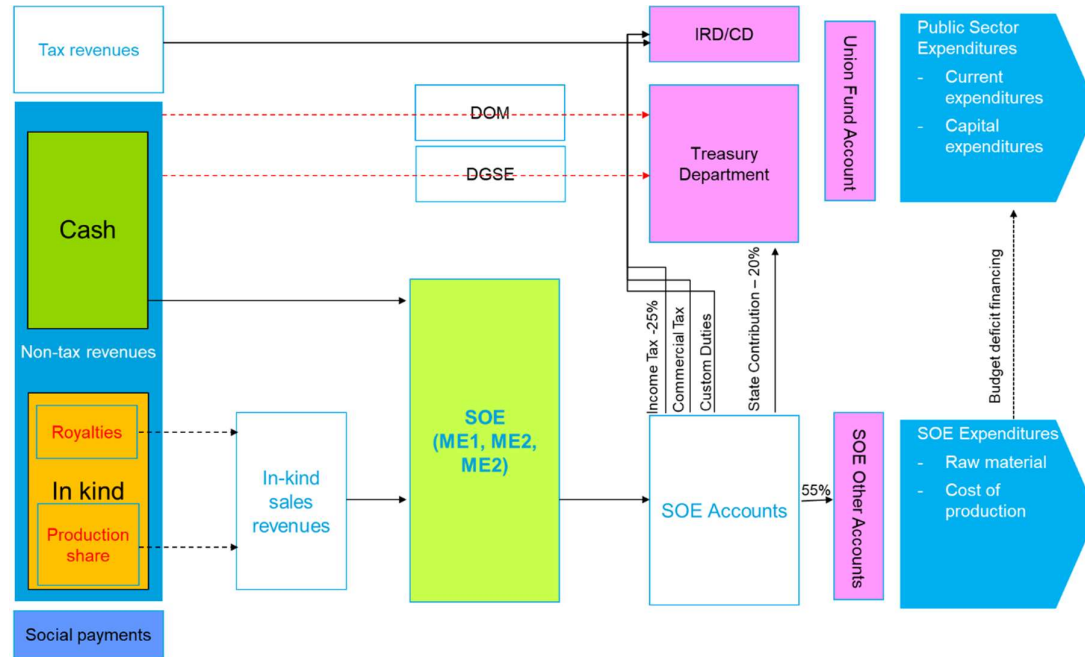 Tax revenues
IRD/CD
Union Fund Account
Public Sector
Expenditures
- Current
expenditures
- Capital
expenditures
DOM
DGSE
Treasury
Department
Cash
Non-tax revenues
Income Tax -25%
Commercial Tax
Custom Duties
State Contribution – 20%
Budget deficit financing
Royalties
In kind
Production
share
In-kind
sales
revenues
SOE
(ME1, ME2,
ME2)
SOE Accounts
55%
SOE Other Accounts
SOE Expenditures
- Raw material
- Cost of
production
Social payments